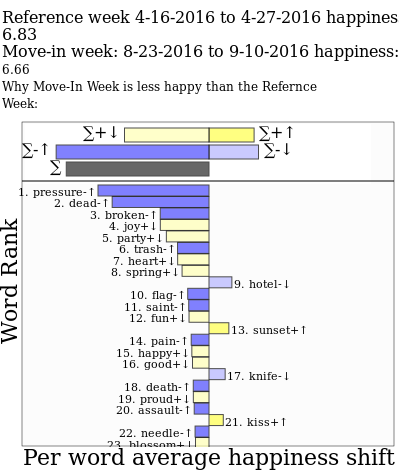 Reference week 4-16-2016 to 4-27-2016 happines
6.83
Move-in week: 8-23-2016 to 9-10-2016 happiness:
6.66
Why Move-In Week is less happy than the Refernce
Week:
∑+↓ ∑+↑
∑-↑ ∑-↓
∑
1. pressure-↑
2. dead-↑
3. broken-↑
4. joy+↓
5. party+↓
6. trash-↑
7. heart+↓
8. spring+↓
9. hotel-↓
10. flag-↑
11. saint-↑
12. fun+↓
13. sunset+↑
14. pain-↑
15. happy+↓
16. good+↓
17. knife-↓
18. death-↑
19. proud+↓
20. assault-↑
21. kiss+↑
22. needle-↑
23. blossom+↓
Word Rank
Per word average happiness shift